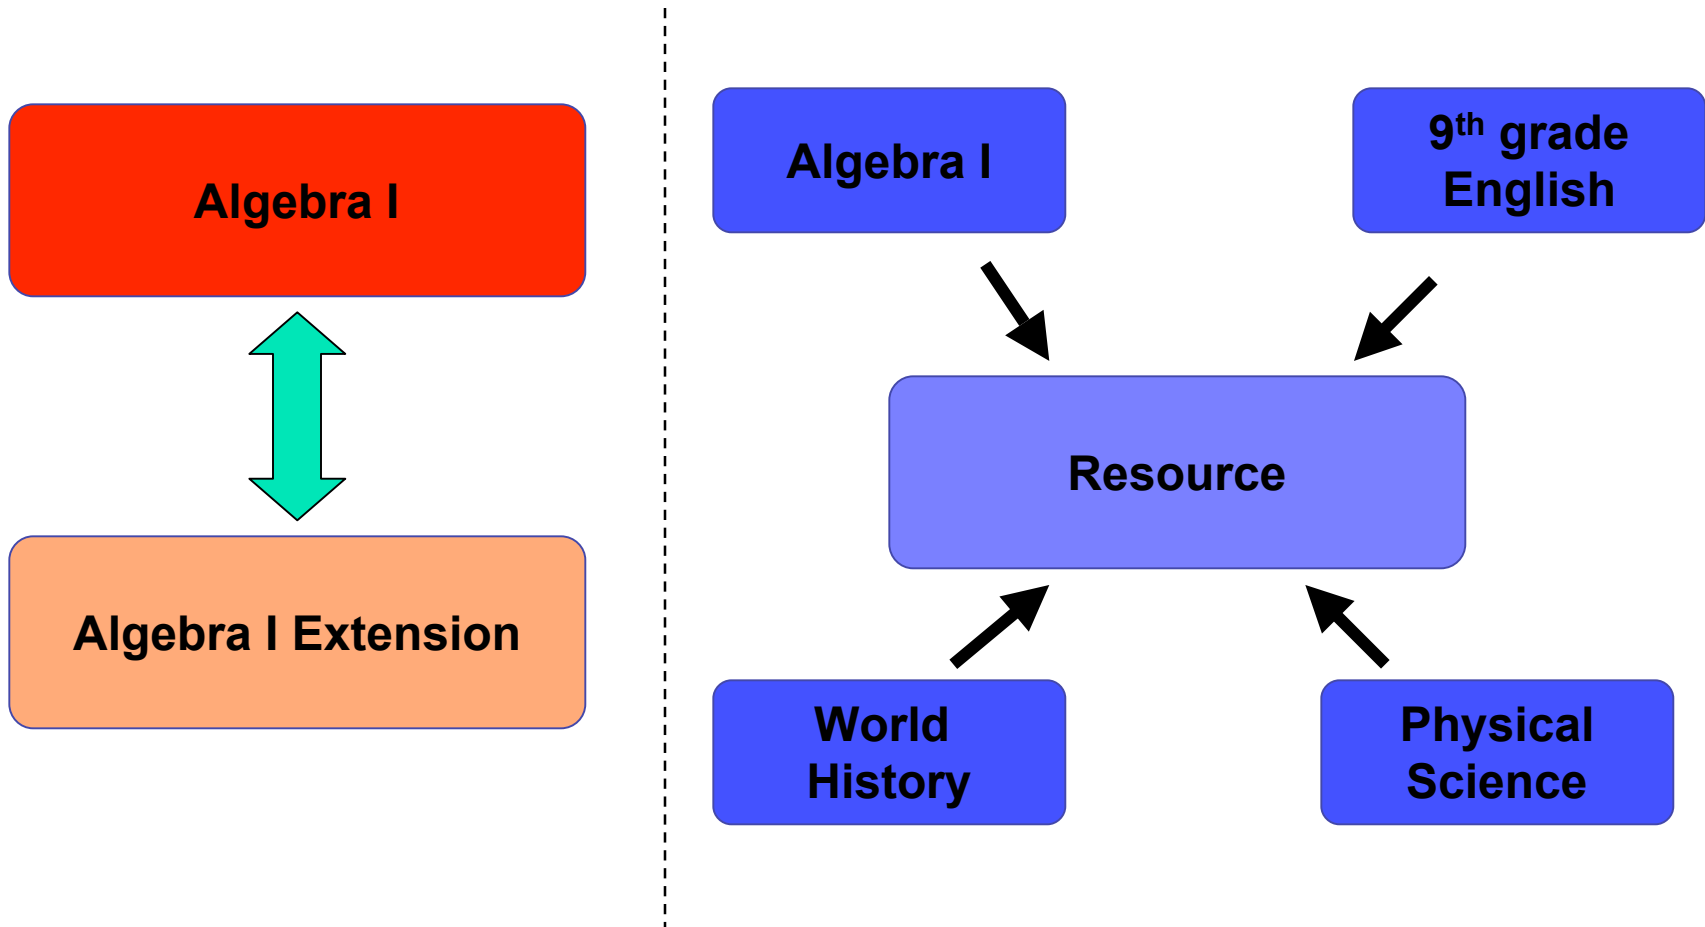 Algebra I
Algebra I Extension
Algebra I
9th grade
English
Resource
World
History
Physical
Science